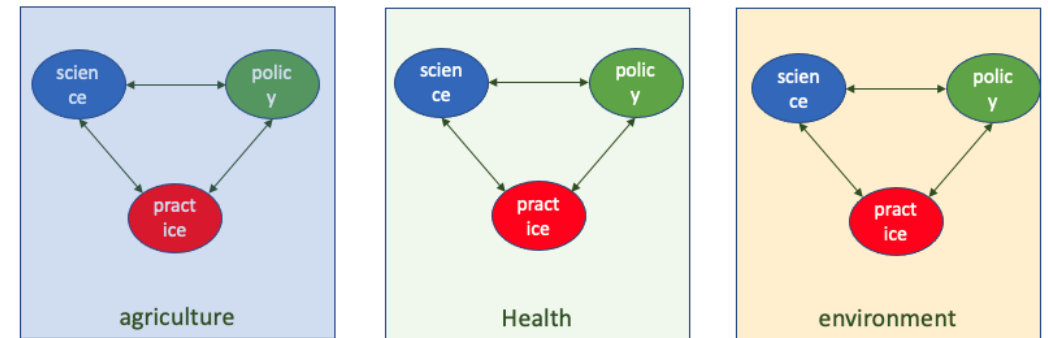 scien
ce
polic
y
pract
ice
agriculture
scien
ce
polic
y
pract
ice
Health
scien
ce
polic
y
pract
ice
environment